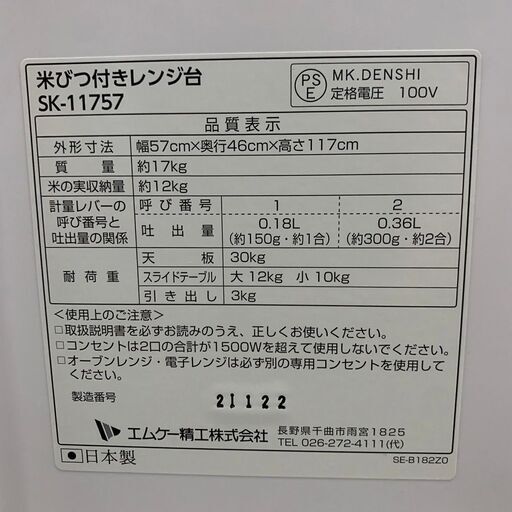 米びつ付きレンジ台
SK-11757
PS
E
MK.DENSHI
定格電圧 100V
品質表示
外形寸法 幅57cm×奥行46cm×高さ117cm
質量 約17kg
米の実収納量 約12kg
計量レバーの呼び番号と吐出量の関係 呼び番号 1 2
吐出量 0.18L (約150g・約1合) 0.36L (約300g・約2合)
耐荷重 天板 30kg
スライドテーブル 大 12kg 小 10kg
引き出し 3kg
<使用上のご注意>
□取扱説明書を必ずお読みのうえ、正しくお使いください。
□コンセントは2口の合計が1500Wを超えて使用しないでください。
□オーブンレンジ・電子レンジは必ず別の専用コンセントを使用して
ください。
製造番号 21122
エムケー精工株式会社
長野県千曲市雨宮1825
TEL 026-272-4111(代)
日本製
SE-B182Z0